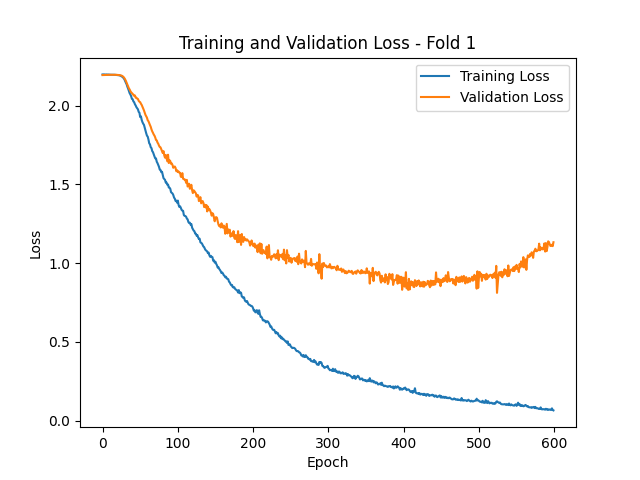 Training and Validation Loss - Fold 1
Training Loss
Validation Loss
2.0
1.5
1.0
0.5
0.0
Loss
0 100 200 300 400 500 600
Epoch